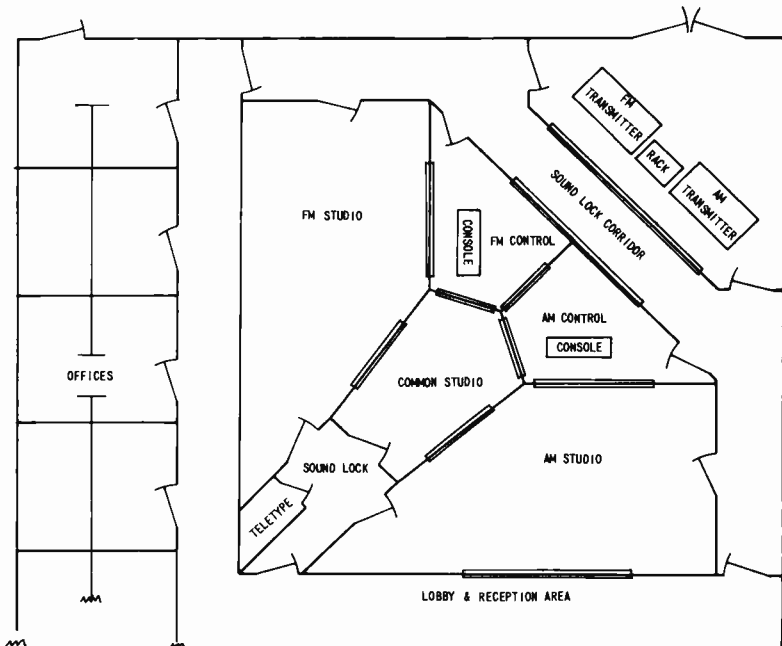 FM
TRANSMITTER
RACK
AM
TRANSMITTER
SOUND LOCK CORRIDOR
FM STUDIO
CONSOLE
FM CONTROL
AM CONTROL
CONSOLE
OFFICES
COMMON STUDIO
SOUND LOCK
AM STUDIO
TELETYPE
LOBBY & RECEPTION AREA